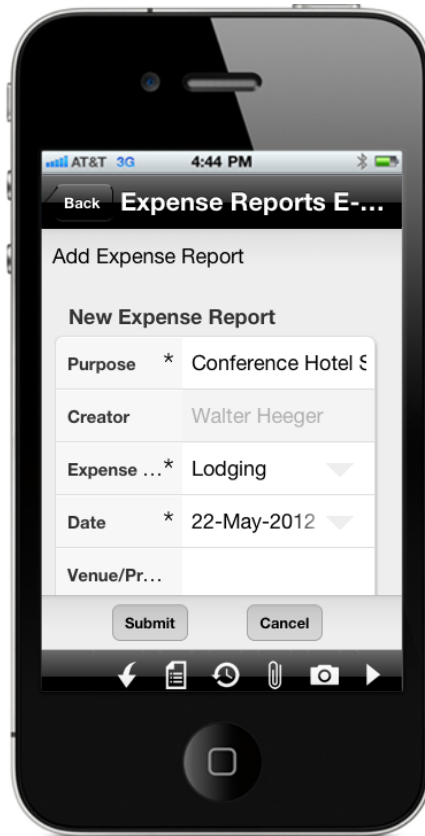 AT&T 3G 4:44 PM
Back Expense Reports E-...
Add Expense Report
New Expense Report
Purpose * Conference Hotel S
Creator Walter Heeger
Expense ...* Lodging
Date * 22-May-2012
Venue/Pr...
Submit Cancel